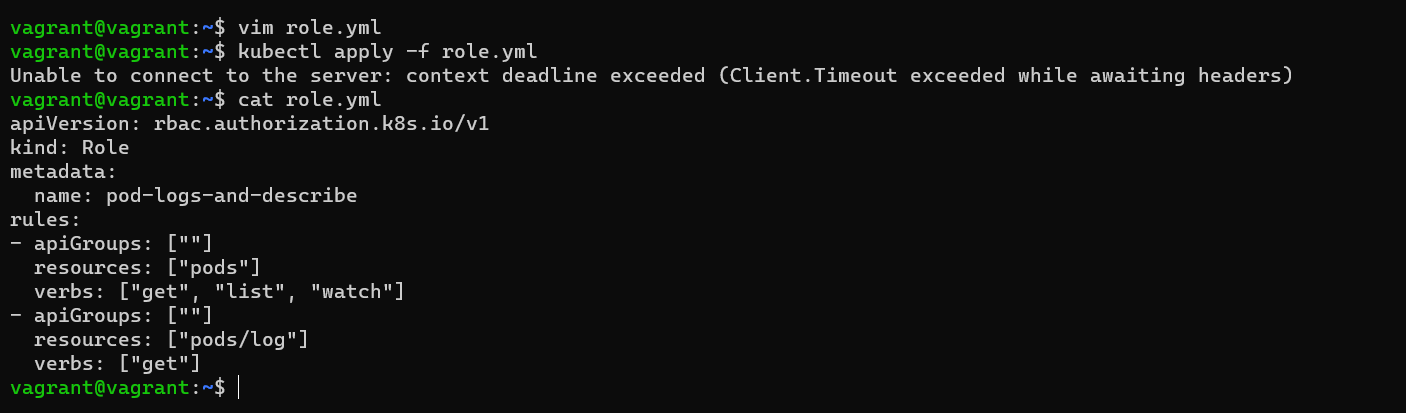 vagrant@vagrant:~$ vim role.yml
vagrant@vagrant:~$ kubectl apply -f role.yml
Unable to connect to the server: context deadline exceeded (Client.Timeout exceeded while awaiting headers)
vagrant@vagrant:~$ cat role.yml
apiVersion: rbac.authorization.k8s.io/v1
kind: Role
metadata:
  name: pod-logs-and-describe
rules:
- apiGroups: [""]
  resources: ["pods"]
  verbs: ["get", "list", "watch"]
- apiGroups: [""]
  resources: ["pods/log"]
  verbs: ["get"]
vagrant@vagrant:~$